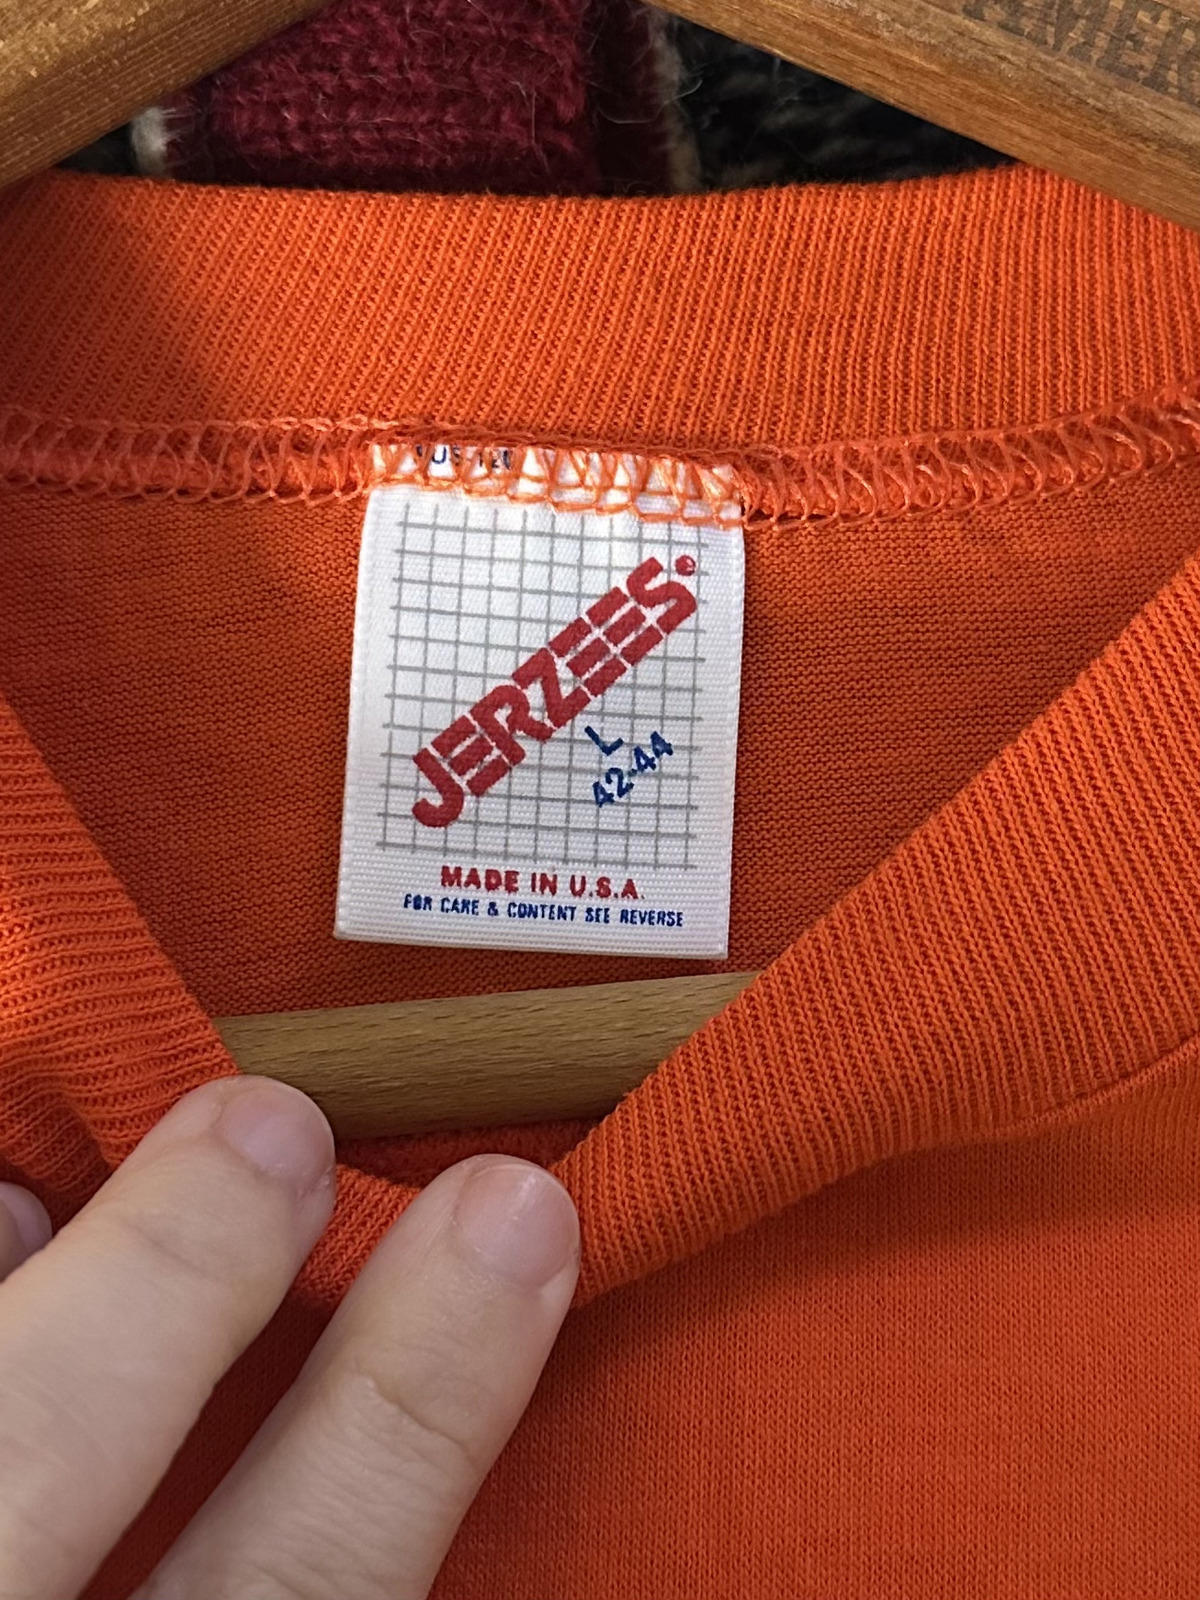 JERZEES
L
42-44
MADE IN U.S.A.
FOR CARE & CONTENT SEE REVERSE